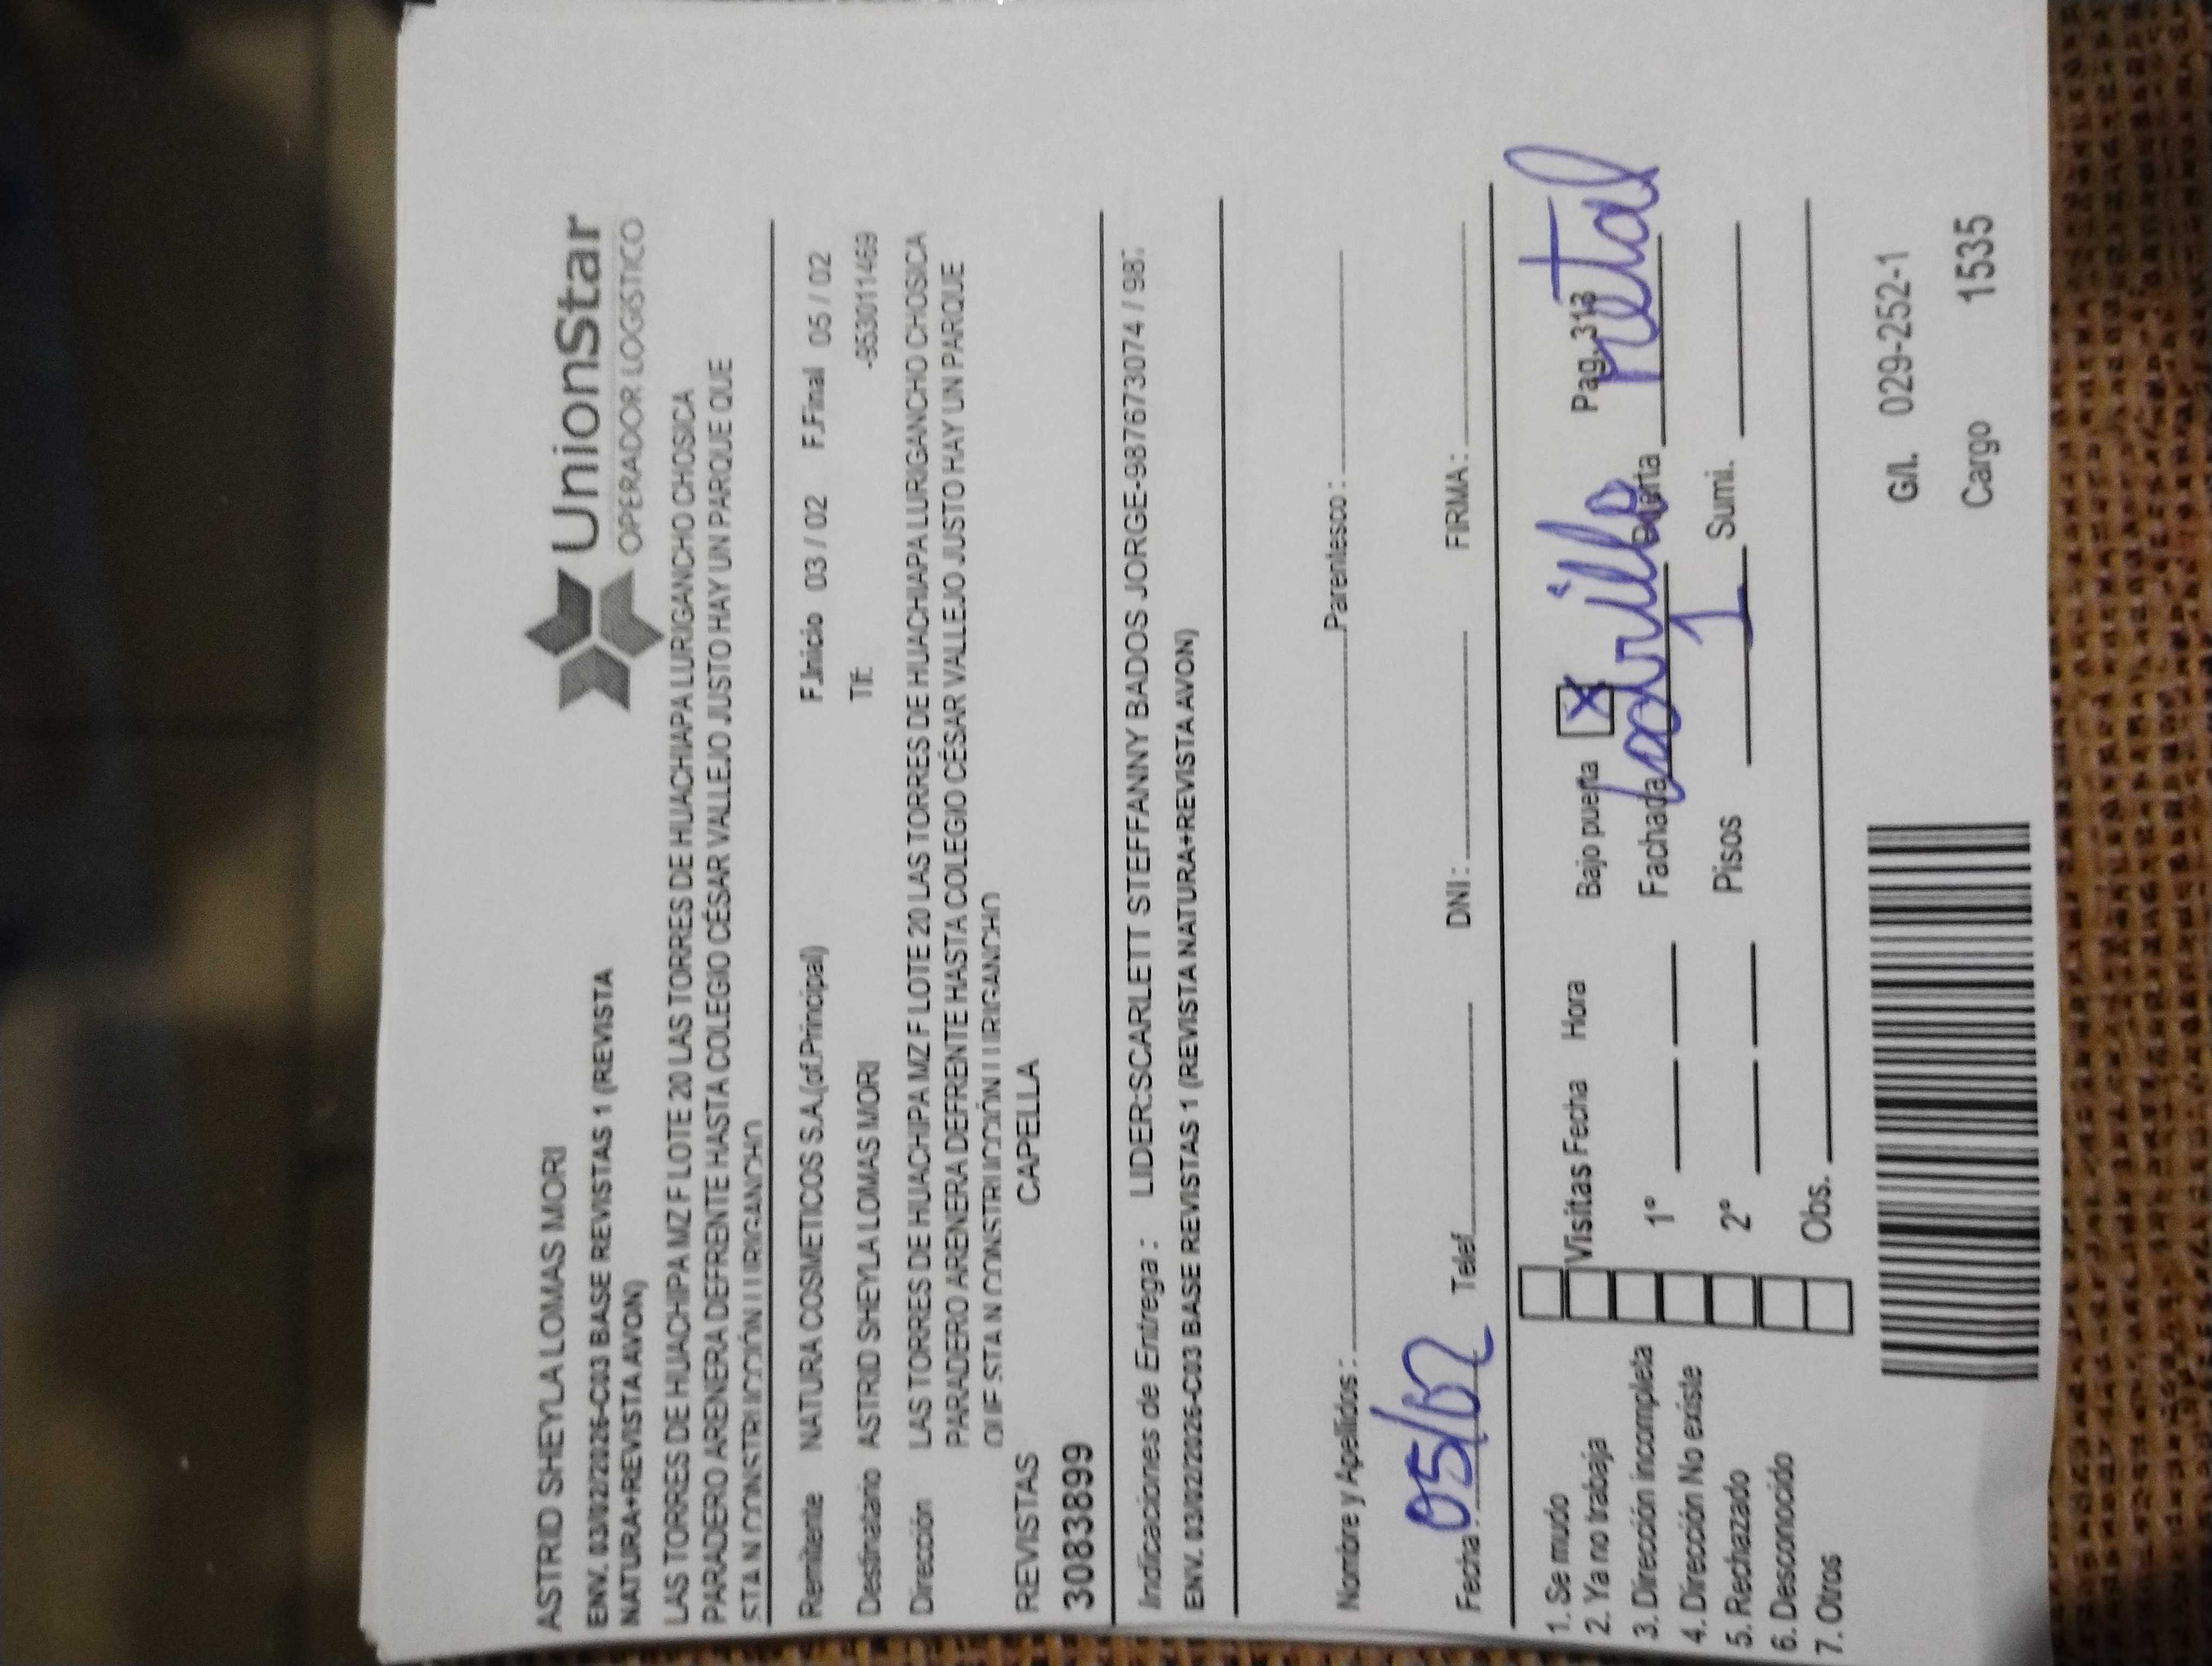 ASTRID SHEYLA LOMAS MORI
ENV. 03/02/2026-C03 BASE REVISTAS 1 (REVISTA
NATURA+REVISTA AVON)
UnionStar
OPERADOR LOGISTICO
LAS TORRES DE HUACHIPA MZ F LOTE 20 LAS TORRES DE HUACHIAPA LURIGANCHO CHOSICA
PARADERO ARENERA DEFRENTE HASTA COLEGIO CÉSAR VALLEJO JUSTO HAY UN PARQUE QUE
STA N CONSTRUCCIÓN LURIGANCHO
Remitente NATURA COSMETICOS S.A.(of.Principal) F.Inicio 03 / 02 F.Final 05 / 02
Destinatario ASTRID SHEYLA LOMAS MORI Tlf: -953011469
Dirección LAS TORRES DE HUACHIPA MZ F LOTE 20 LAS TORRES DE HUACHIAPA LURIGANCHO CHOSICA
PARADERO ARENERA DEFRENTE HASTA COLEGIO CÉSAR VALLEJO JUSTO HAY UN PARQUE
QUE STA N CONSTRUCCIÓN LURIGANCHO
REVISTAS CAPELLA
3083899
Indicaciones de Entrega : LIDER:SCARLETT STEFFANNY BADOS JORGE-987673074 / 98
ENV. 03/02/2026-C03 BASE REVISTAS 1 (REVISTA NATURA+REVISTA AVON)
Nombre y Apellidos : Parentesco :
Fecha : 05/02 Telef. DNI : FIRMA :
1. Se mudo
2. Ya no trabaja
3. Dirección incompleta
4. Dirección No existe
5. Rechazado
6. Desconocido
7. Otros
Visitas Fecha Hora Bajo puerta X Pag. 313
1° Fachada ladrillo Puerta metal
2° Pisos 1 Sumi.
Obs.
G/l. 029-252-1
Cargo 1535